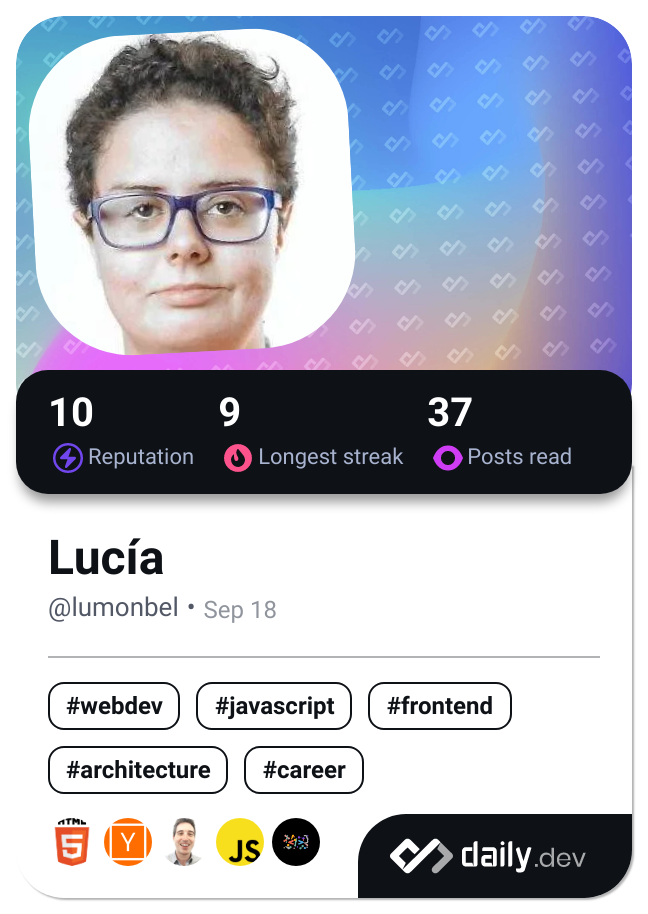 10 9 37
Reputation Longest streak Posts read
Lucía
@lumonbel • Sep 18
#webdev #javascript #frontend
#architecture #career
HTML 5 Y JS
daily.dev